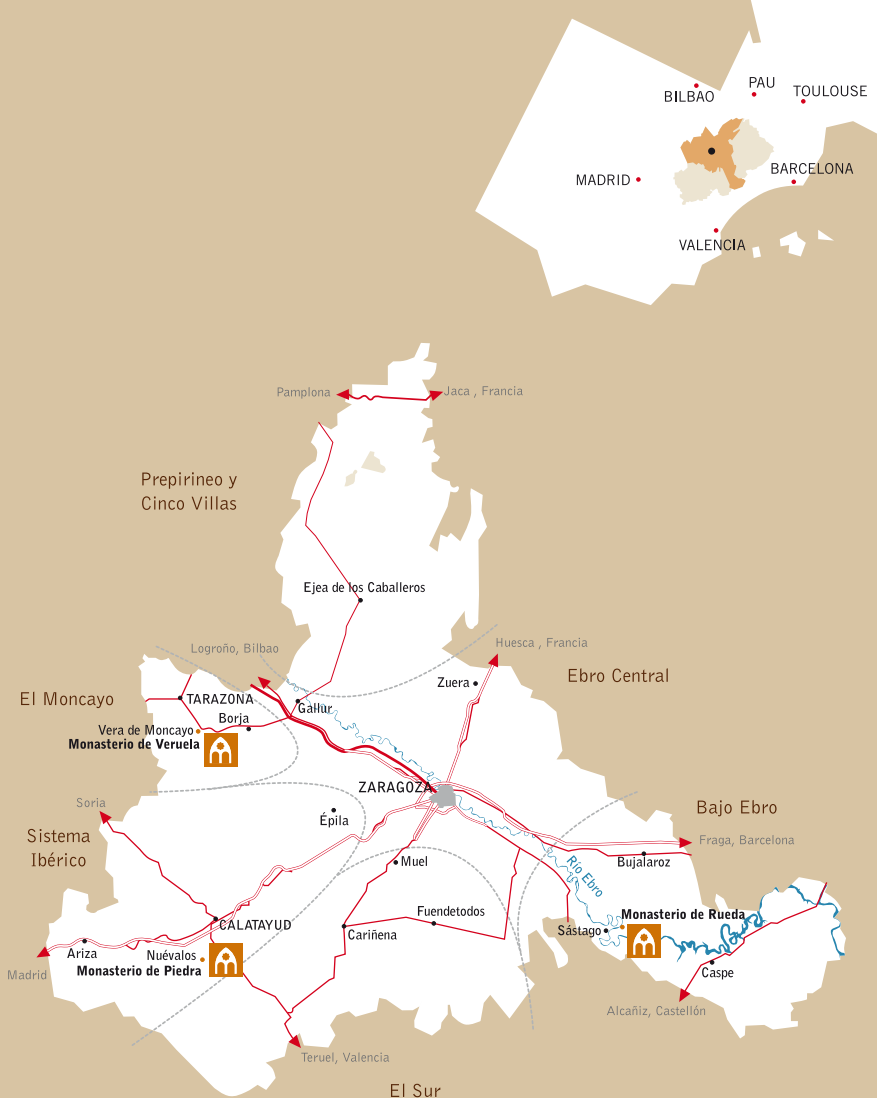 PAU
BILBAO
TOULOUSE
BARCELONA
MADRID
VALENCIA
Pamplona
Jaca , Francia
Prepirineo y
Cinco Villas
Ejea de los Caballeros
Logroño, Bilbao
Huesca , Francia
Ebro Central
Zuera
El Moncayo
TARAZONA
Gallur
Borja
Vera de Moncayo
Monasterio de Veruela
ZARAGOZA
Soria
Épila
Bajo Ebro
Sistema
Ibérico
Fraga, Barcelona
Muel
Bujalaroz
Río Ebro
Fuendetodos
Monasterio de Rueda
CALATAYUD
Cariñena
Sástago
Ariza
Nuévalos
Monasterio de Piedra
Madrid
Caspe
Alcañiz, Castellón
Teruel, Valencia
El Sur